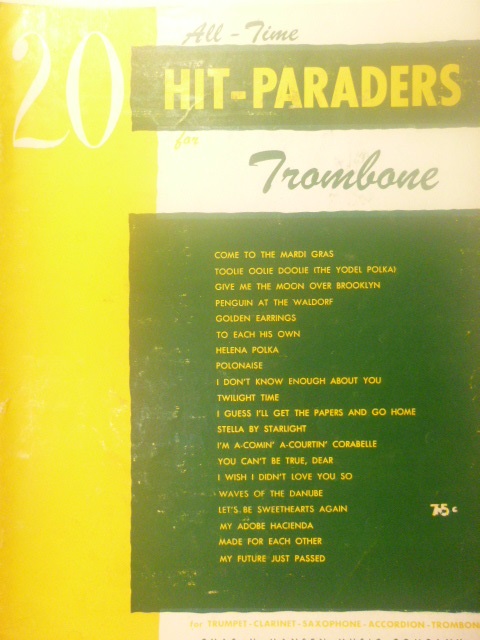 20
All-Time
HIT-PARADERS
for
Trombone
COME TO THE MARDI GRAS
TOOLIE OOLIE DOOLIE (THE YODEL POLKA)
GIVE ME THE MOON OVER BROOKLYN
PENGUIN AT THE WALDORF
GOLDEN EARRINGS
TO EACH HIS OWN
HELENA POLKA
POLONAISE
I DON'T KNOW ENOUGH ABOUT YOU
TWILIGHT TIME
I GUESS I'LL GET THE PAPERS AND GO HOME
STELLA BY STARLIGHT
I'M A-COMIN' A-COURTIN' CORABELLE
YOU CAN'T BE TRUE, DEAR
I WISH I DIDN'T LOVE YOU SO
WAVES OF THE DANUBE
LET'S BE SWEETHEARTS AGAIN
75 c
MY ADOBE HACIENDA
MADE FOR EACH OTHER
MY FUTURE JUST PASSED
for TRUMPET-CLARINET-SAXOPHONE-ACCORDION-TROMBON